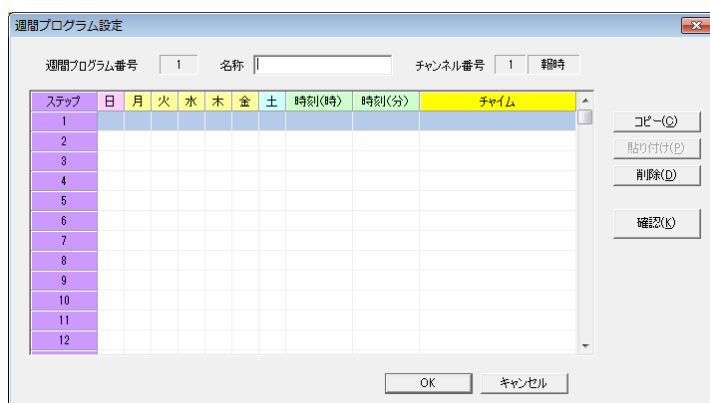 週間プログラム設定
週間プログラム番号 1 名称 チャンネル番号 1 報時
ステップ 日 月 火 水 木 金 土 時刻(時) 時刻(分) チャイム
1
2
3
4
5
6
7
8
9
10
11
12
コピー(C)
貼り付け(P)
削除(D)
確認(K)
OK キャンセル